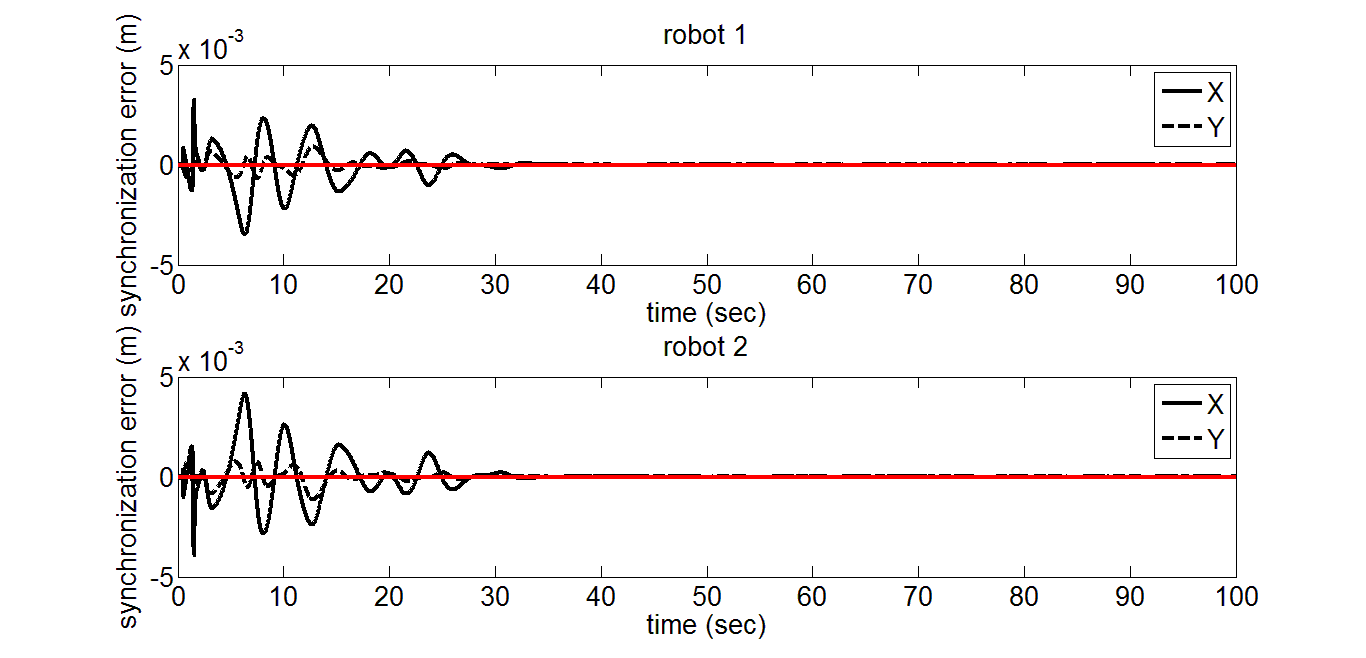 robot 1
x 10^-3
synchronization error (m)
5
0
-5
X
Y
0 10 20 30 40 50 60 70 80 90 100
time (sec)
robot 2
x 10^-3
synchronization error (m)
5
0
-5
X
Y
0 10 20 30 40 50 60 70 80 90 100
time (sec)